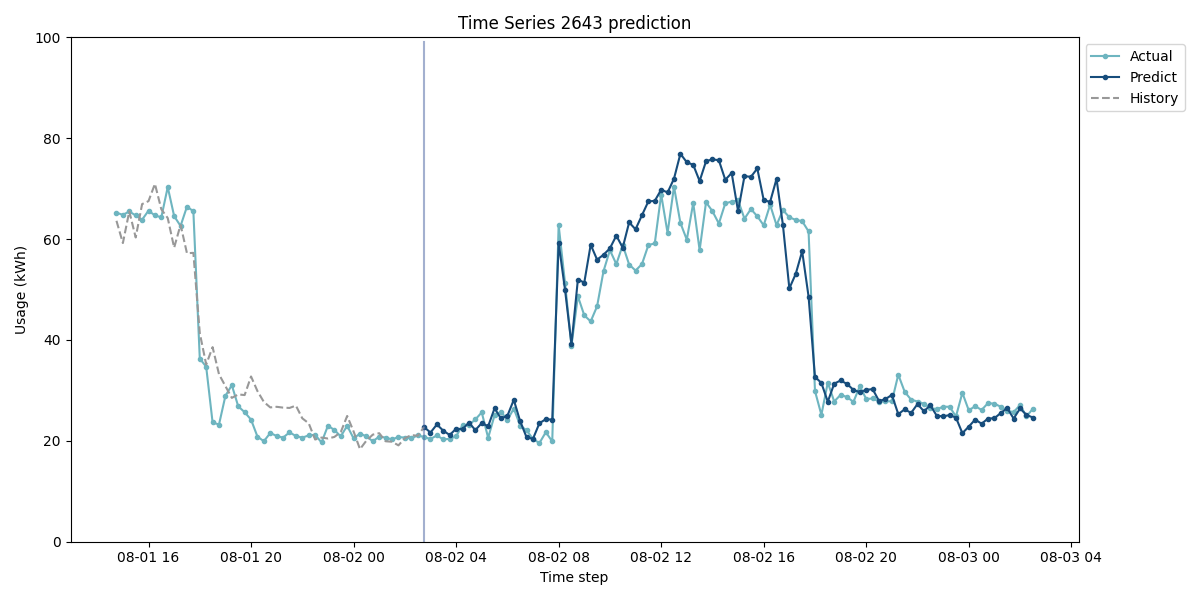 Time Series 2643 prediction
100
80
60
40
20
0
Usage (kWh)
08-01 16
08-01 20
08-02 00
08-02 04
08-02 08
08-02 12
08-02 16
08-02 20
08-03 00
08-03 04
Time step
Actual
Predict
History